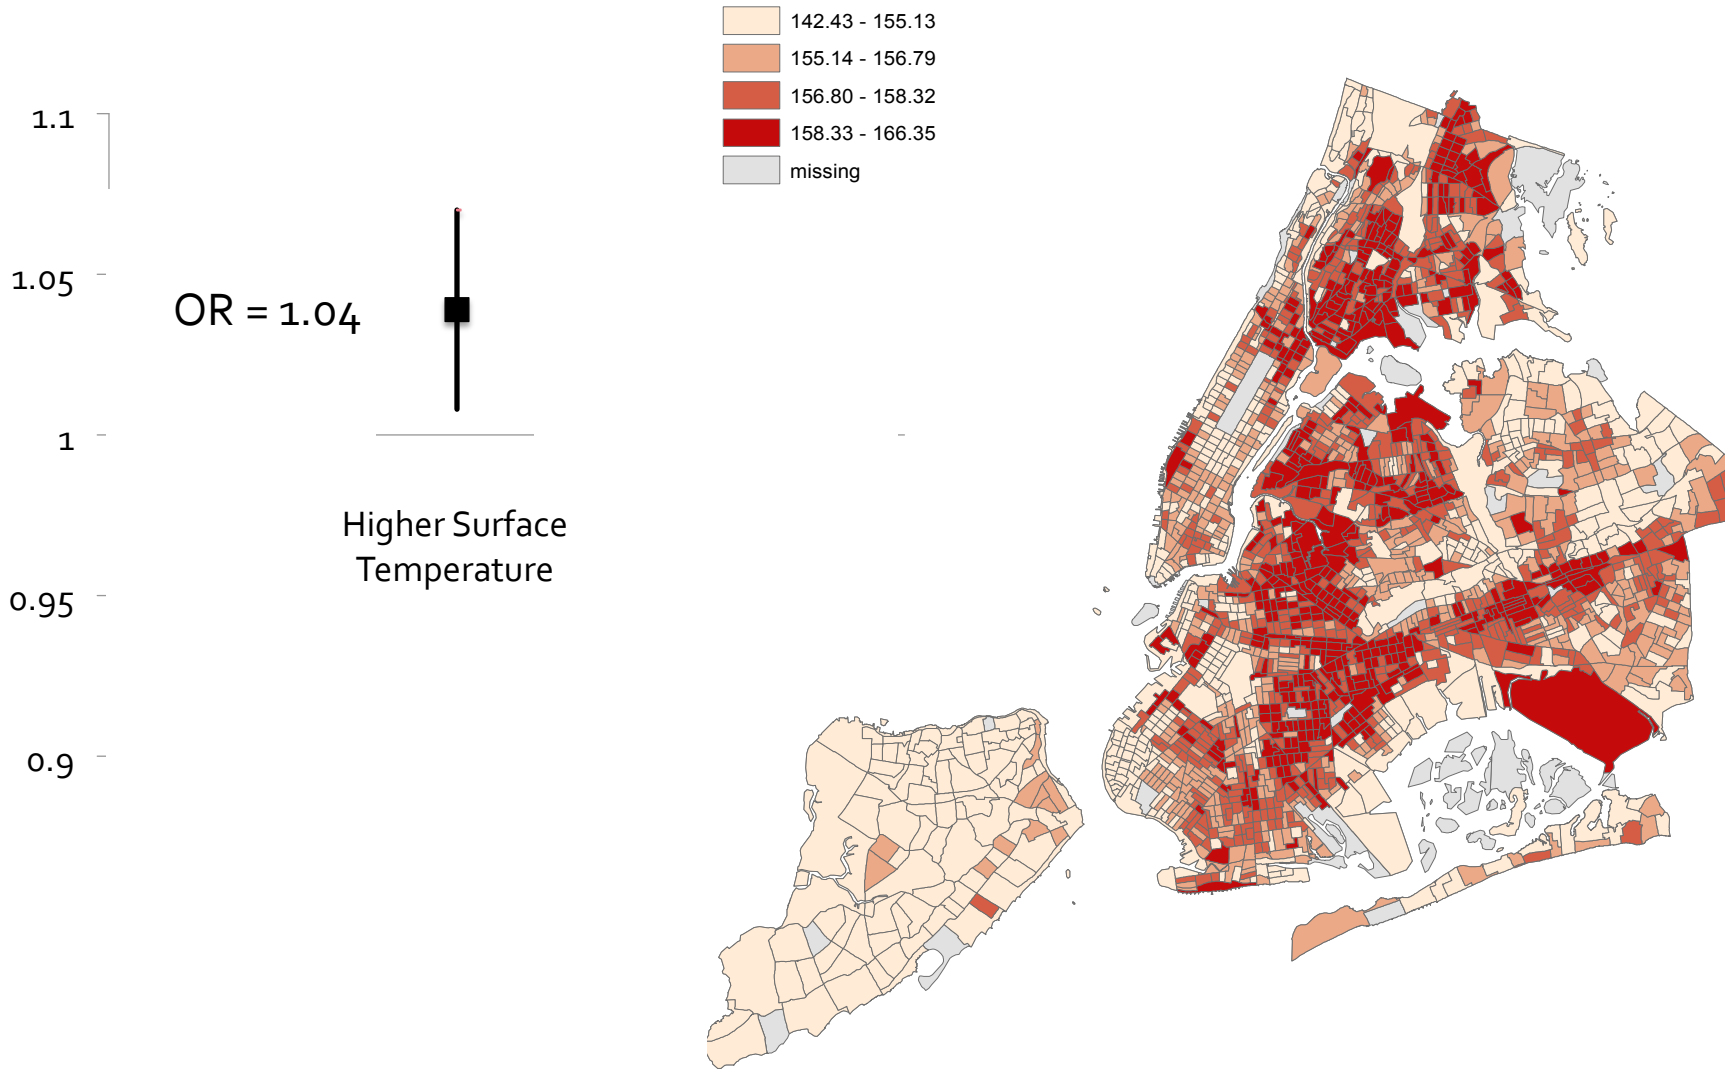 142.43 - 155.13
155.14 - 156.79
156.80 - 158.32
158.33 - 166.35
missing
1.1
1.05
OR = 1.04
1
Higher Surface
Temperature
0.95
0.9